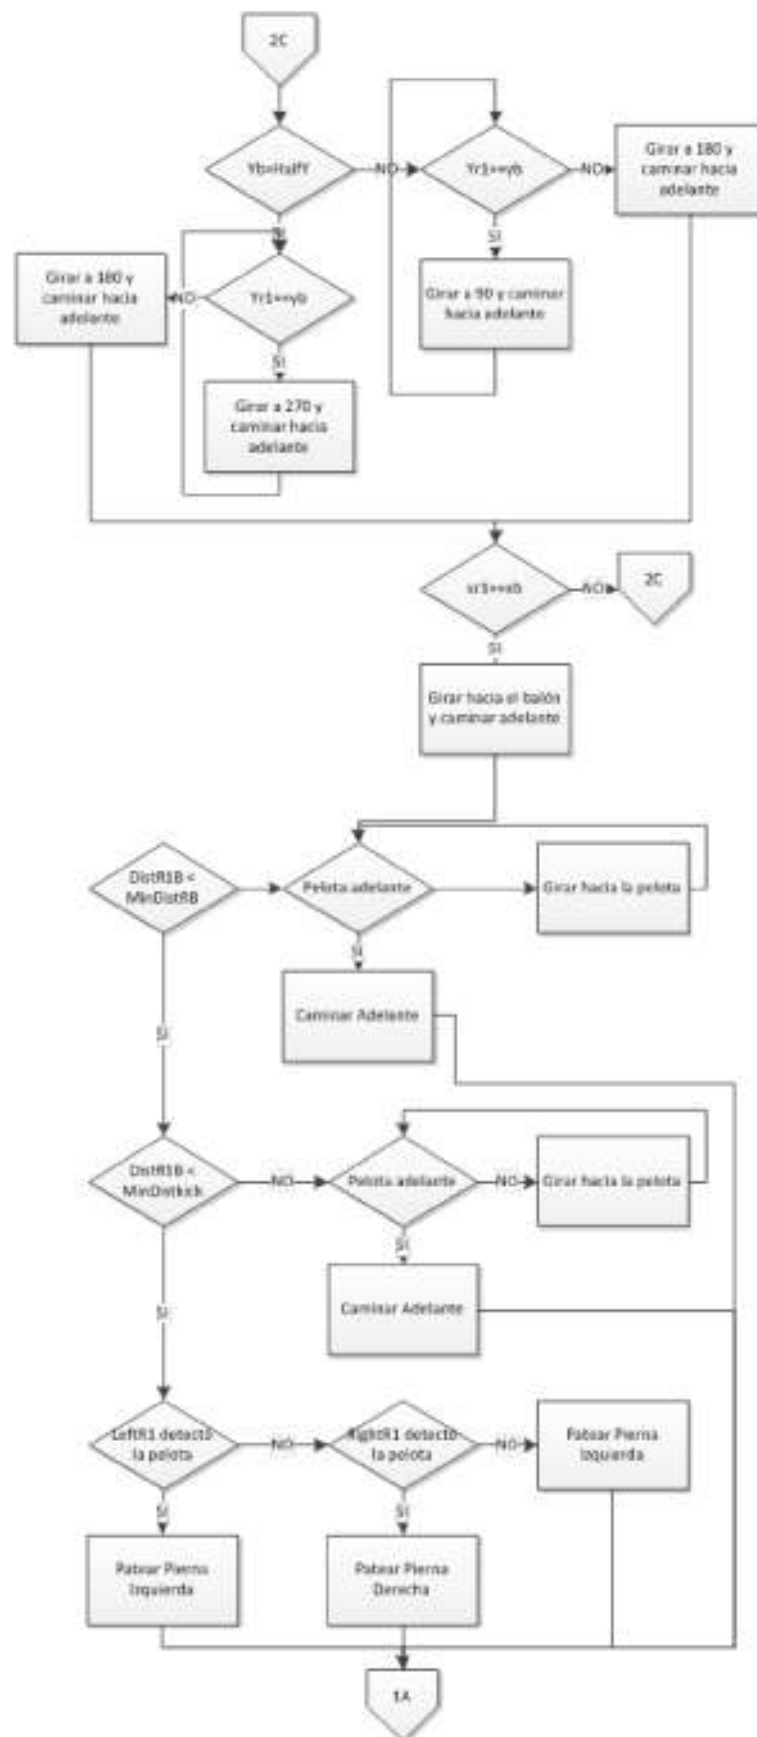 2C
NO
Yr1==yb
NO
Girar a 180 y
caminar hacia
adelante
SI
Girar a 90 y caminar
hacia adelante
Girar a 180 y
caminar hacia
adelante
NO
Yr1==yb
SI
Girar a 270 y
caminar hacia
adelante
xr1==xb
NO
2C
SI
Girar hacia el balón
y caminar adelante
DistR1B <
MinDistRB
Pelota adelante
Girar hacia la pelota
SI
Caminar Adelante
SI
DistR1B <
MinDistkick
NO
Pelota adelante
NO
Girar hacia la pelota
SI
Caminar Adelante
SI
LeftR1 detectó
la pelota
NO
RightR1 detectó
la pelota
NO
Patear Pierna
Izquierda
SI
Patear Pierna
Izquierda
SI
Patear Pierna
Derecha
1A